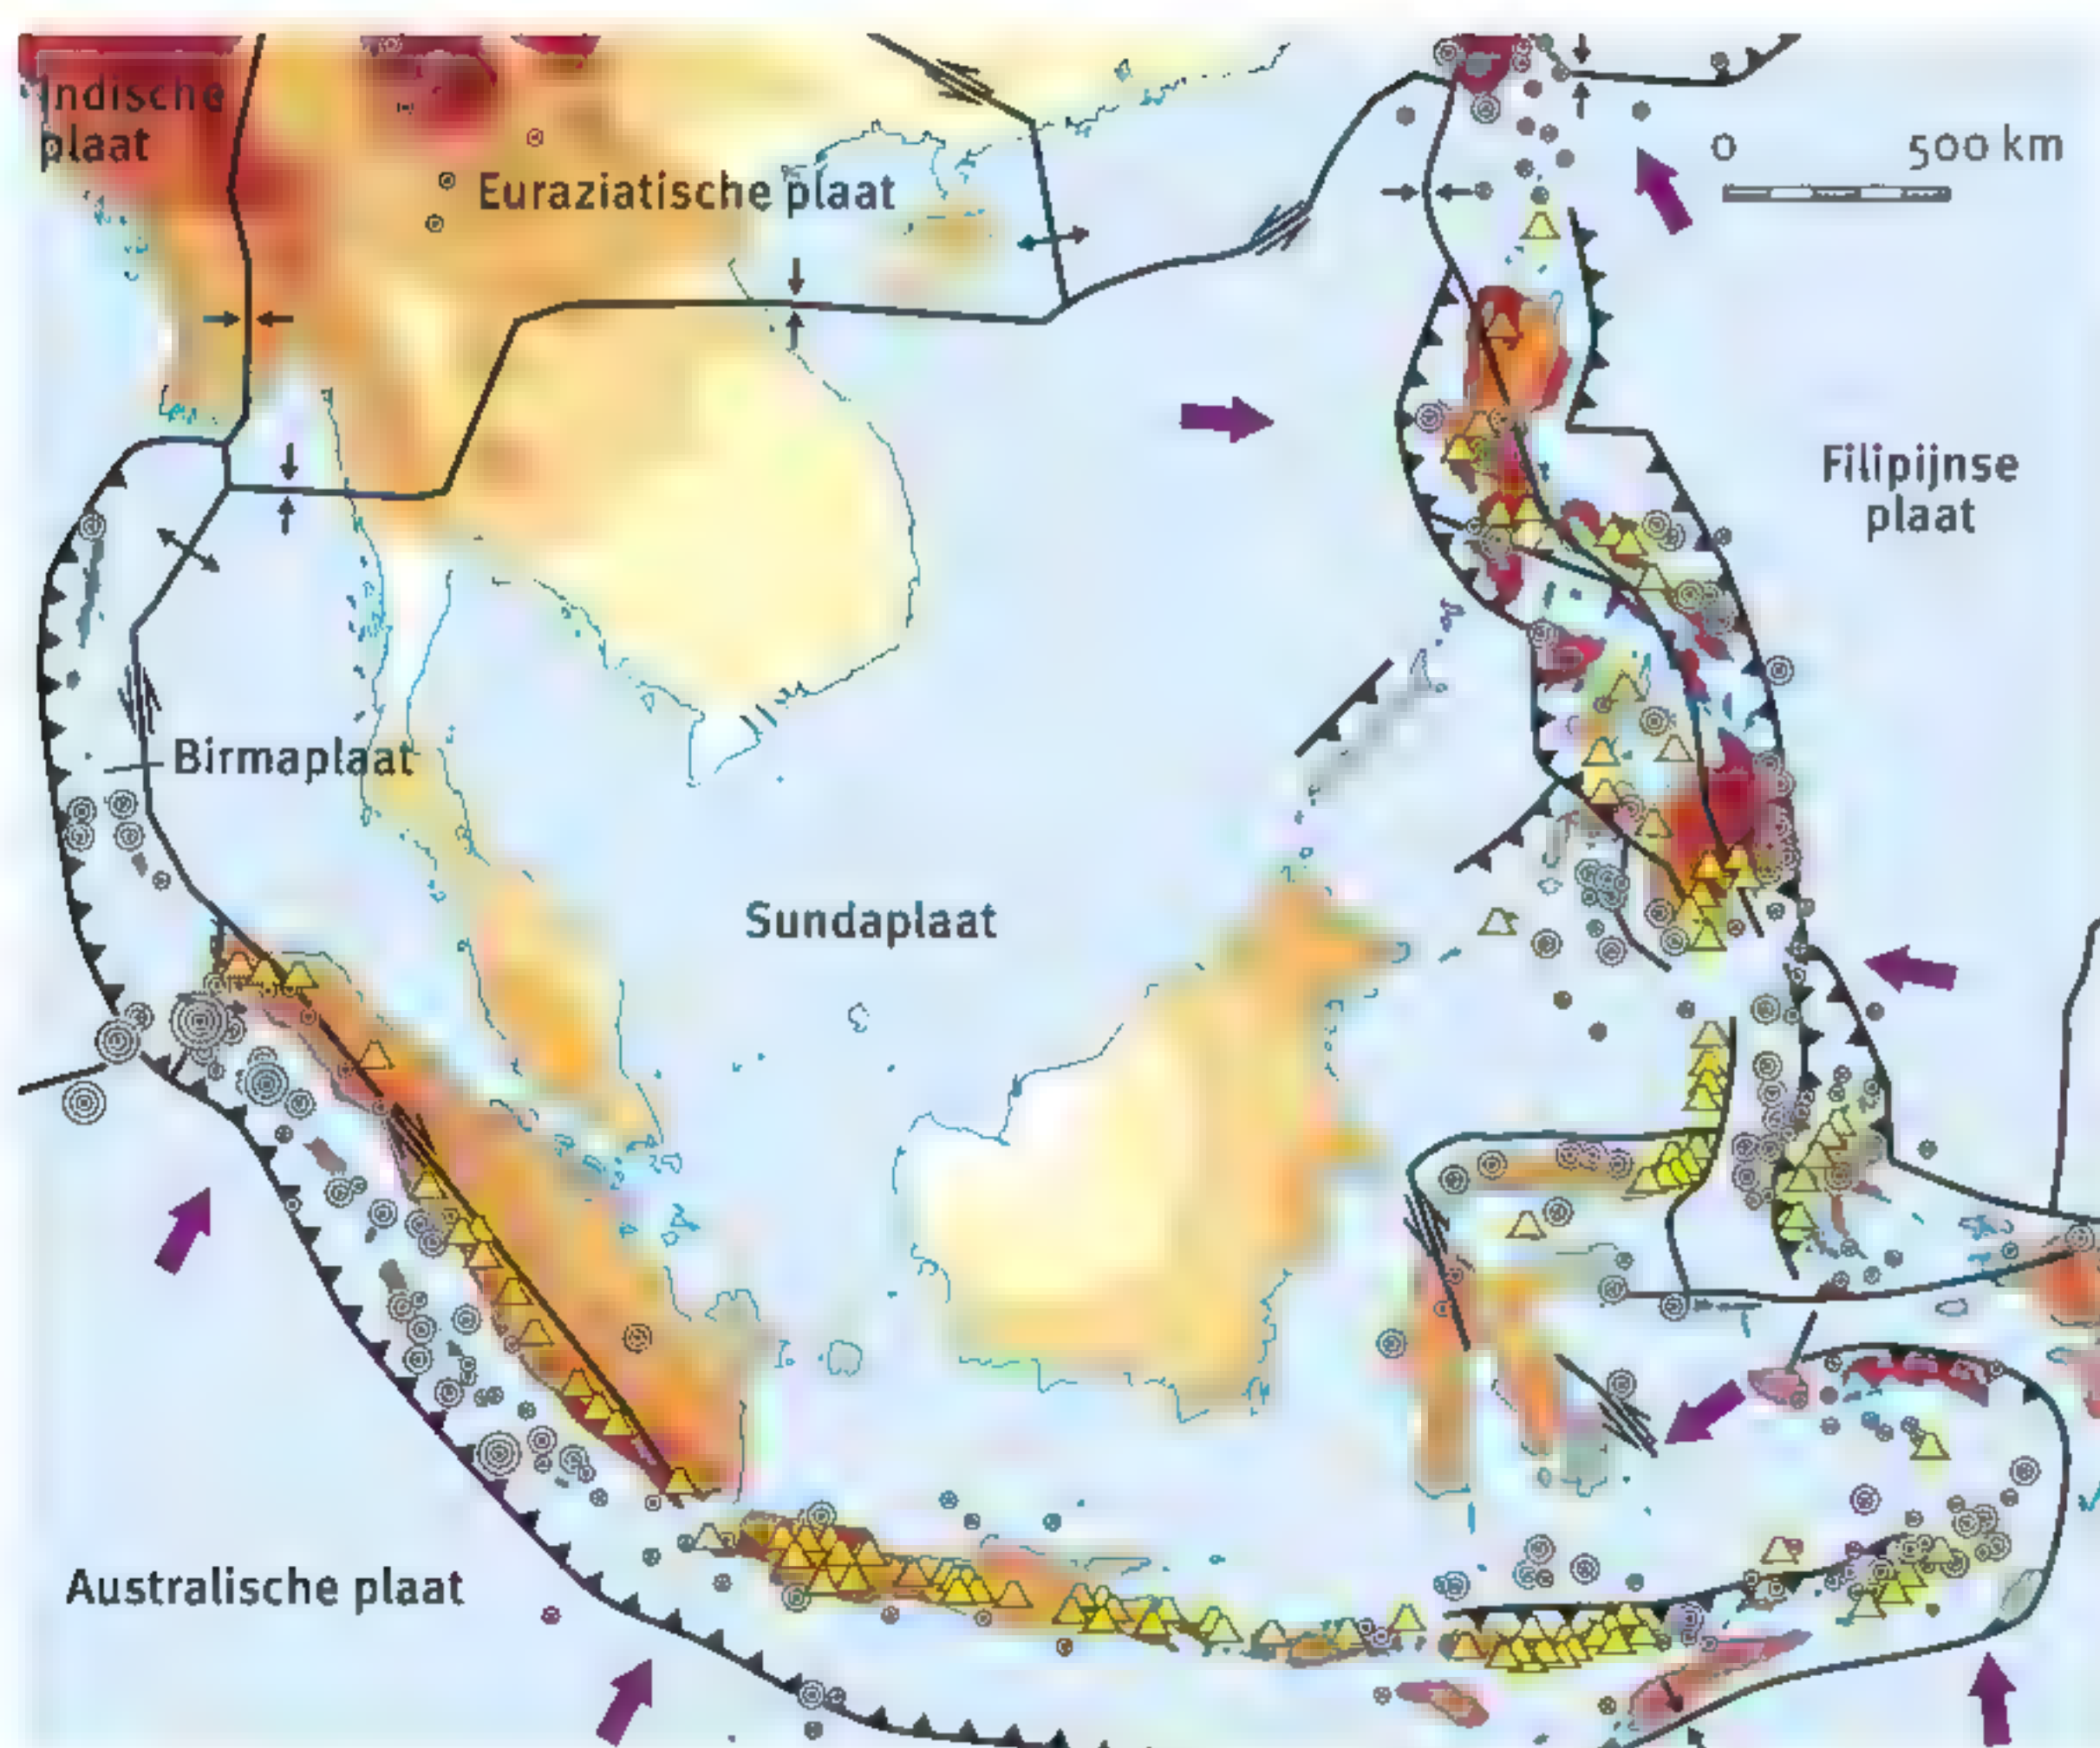 Indische
plaat
Euraziatische plaat
0 500 km
Filipijnse
plaat
Birmaplaat
Sundaplaat
Australische plaat